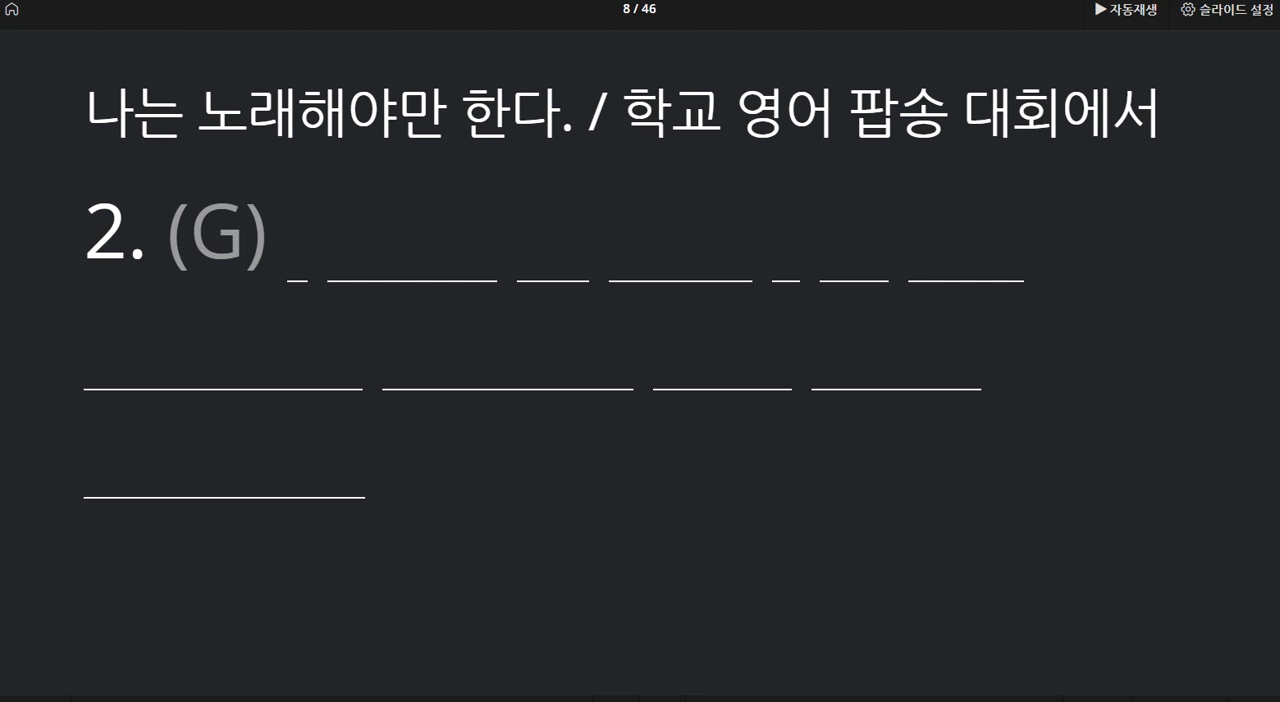 8 / 46
▶ 자동재생
슬라이드 설정
나는 노래해야만 한다. / 학교 영어 팝송 대회에서
2. (G) _ _ _ _ _ _ _
_ _ _ _
_